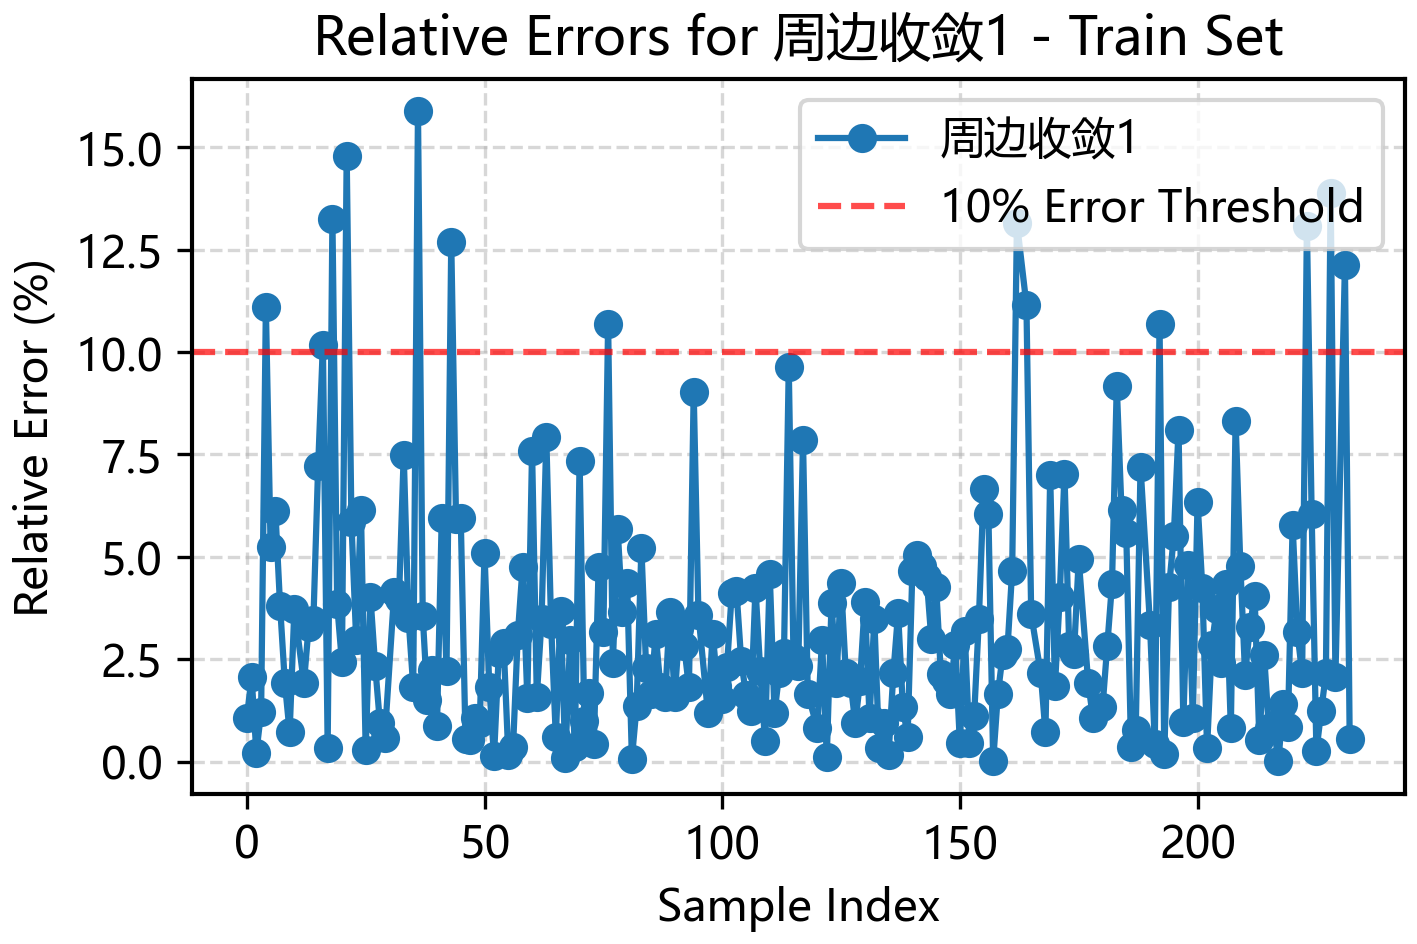 Relative Errors for 周边收敛1 - Train Set
周边收敛1
10% Error Threshold
Relative Error (%)
15.0
12.5
10.0
7.5
5.0
2.5
0.0
0 50 100 150 200
Sample Index